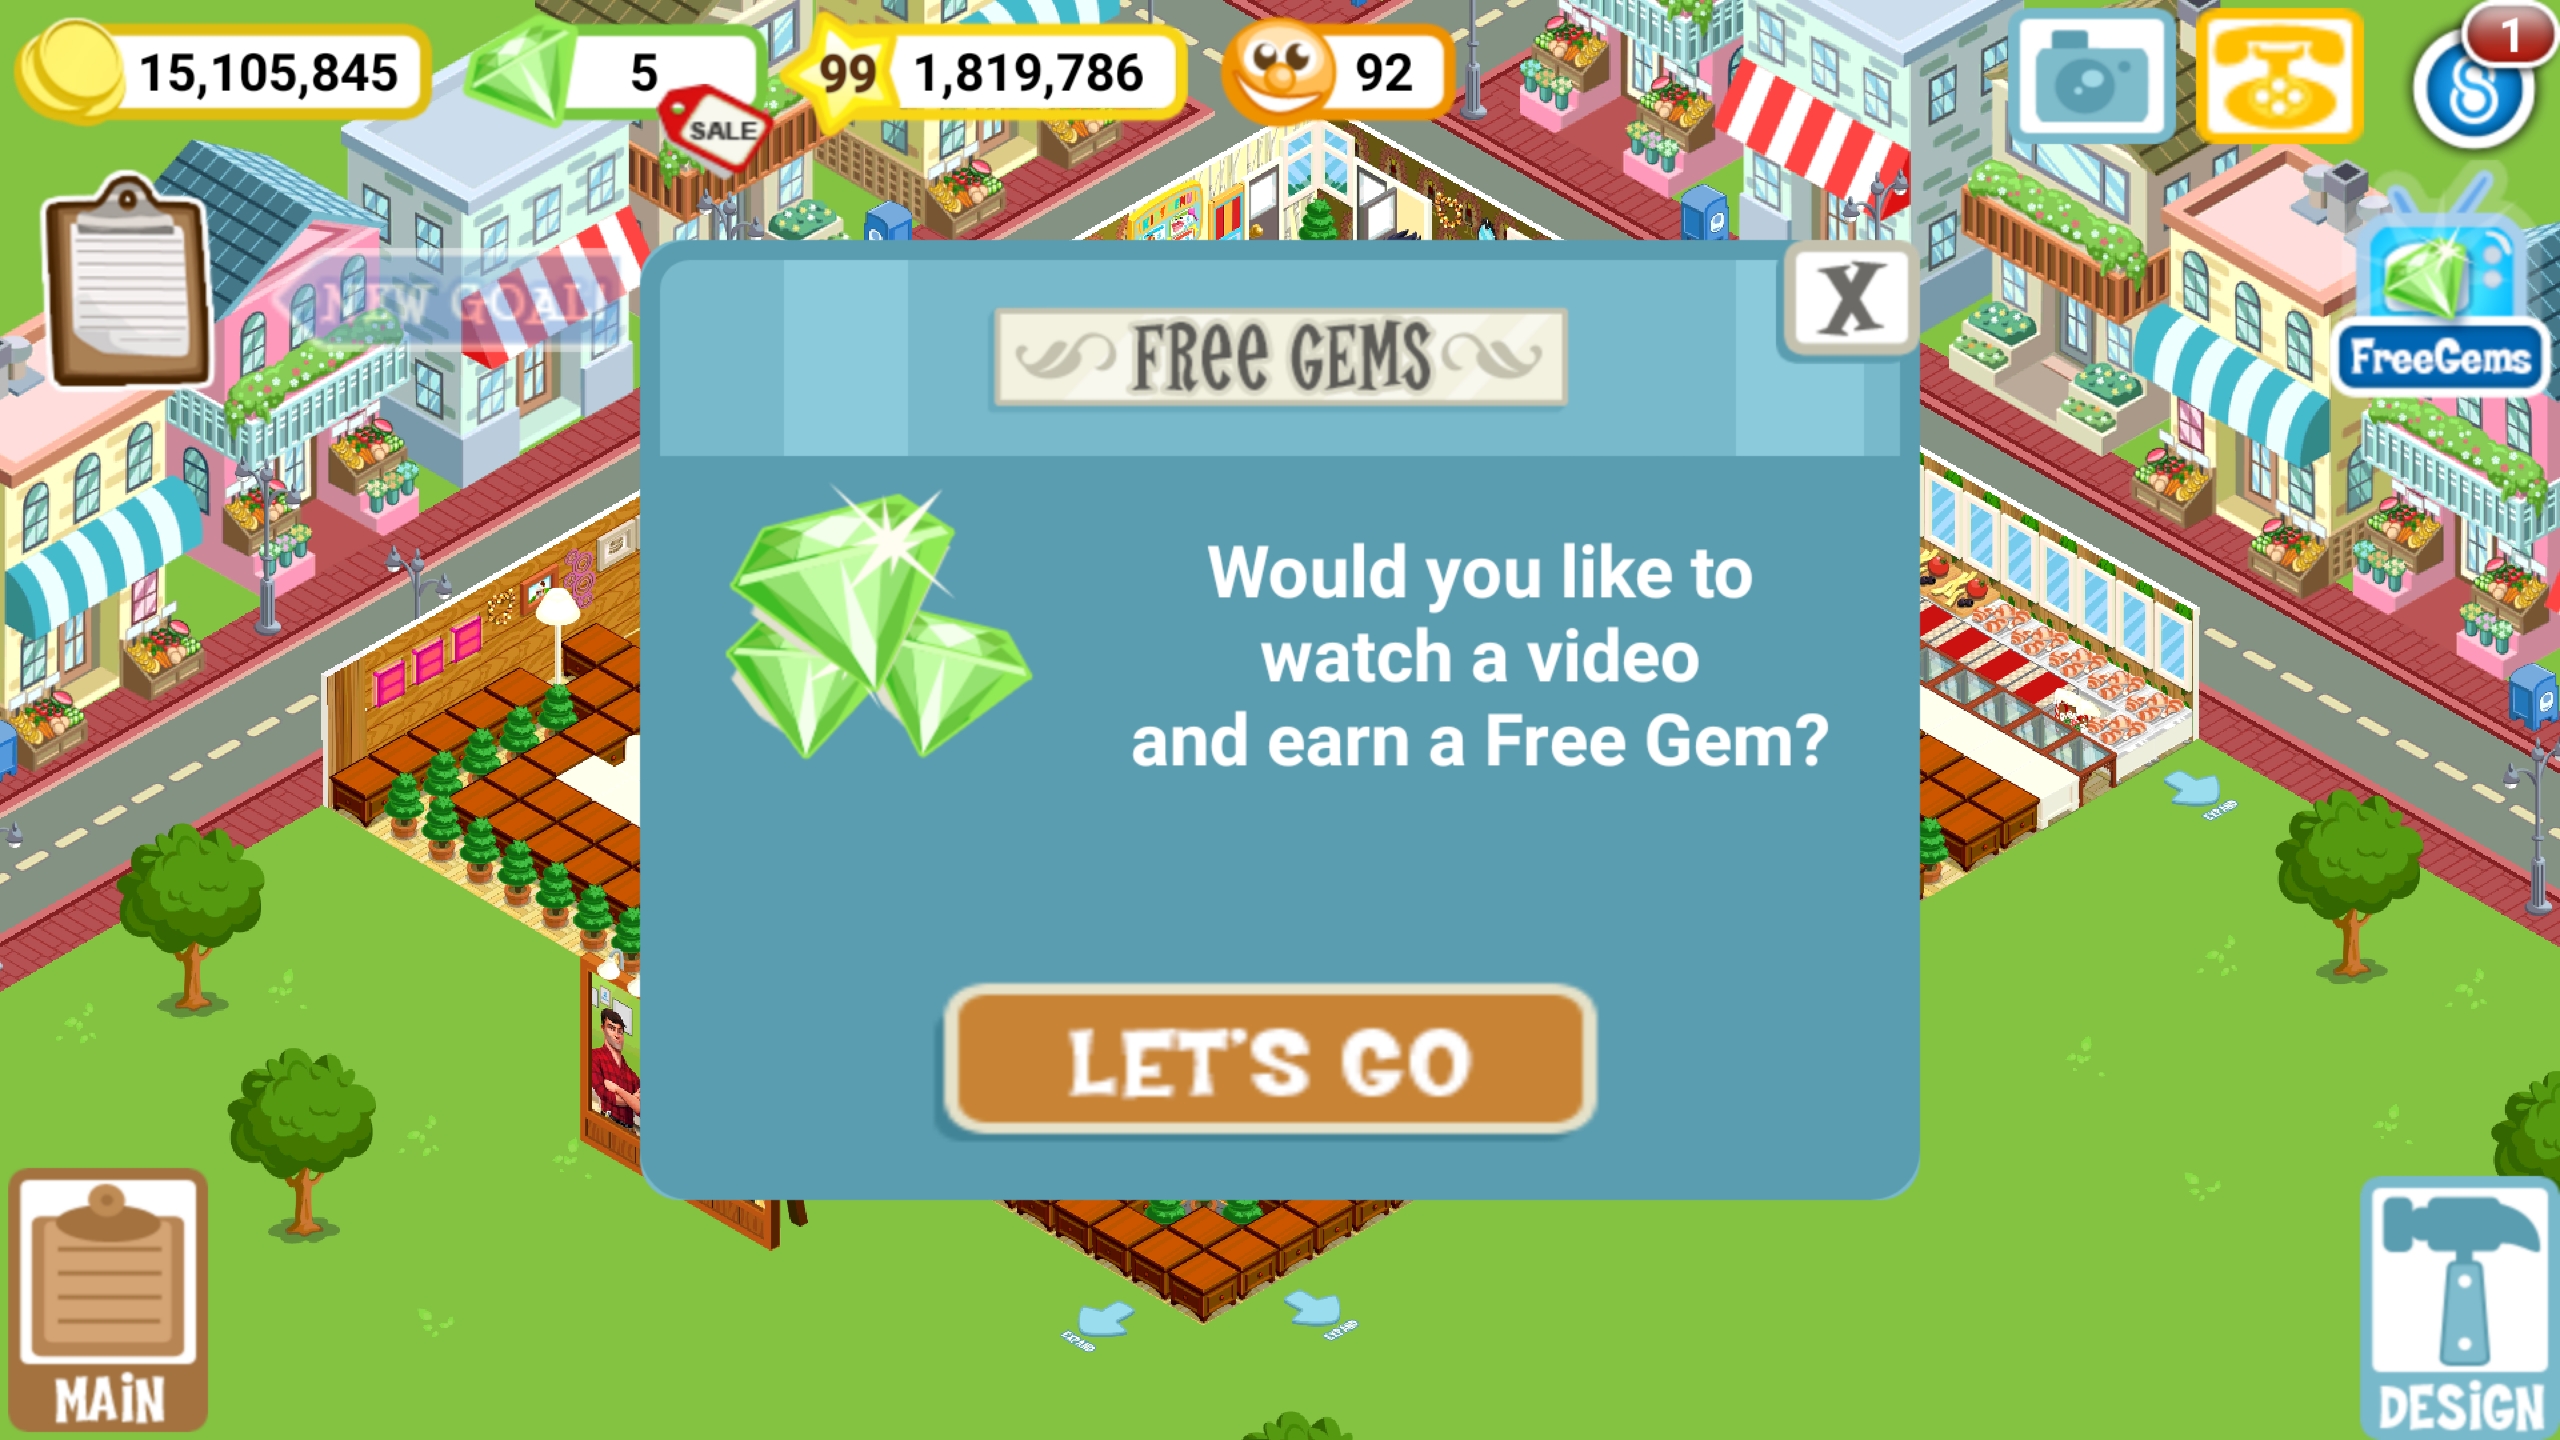 15,105,845
5
SALE
99
1,819,786
92
1
NEW GOAL!
FreeGems
FREE GEMS
X
Would you like to
watch a video
and earn a Free Gem?
LET'S GO
EXPAND
EXPAND
EXPAND
MAIN
DESIGN